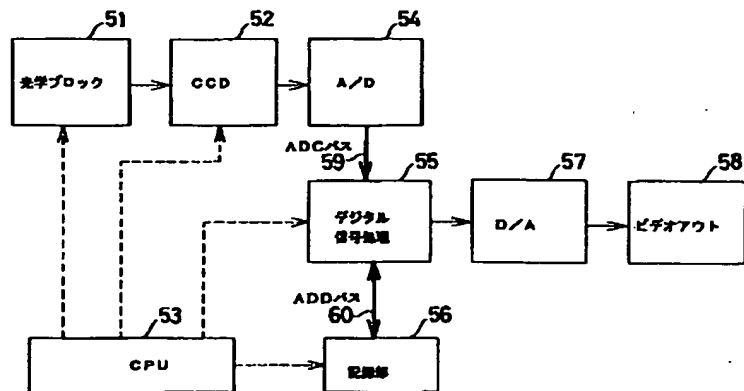 51
52
54
光学ブロック
CCD
A/D
ADCバス
59
55
57
58
デジタル
信号処理
D/A
ビデオアウト
ADDバス
60
53
56
CPU
記録部